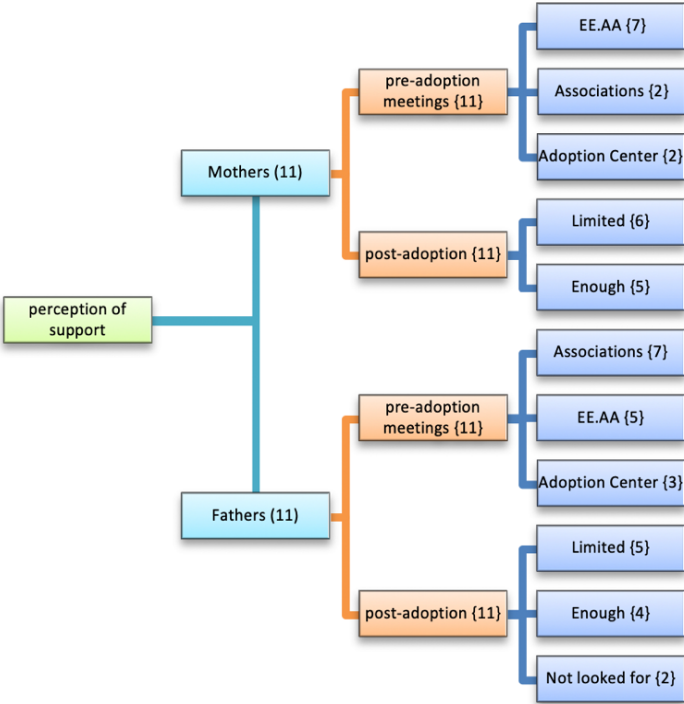 perception of
support
Mothers (11)
pre-adoption
meetings {11}
EE.AA {7}
Associations {2}
Adoption Center {2}
post-adoption {11}
Limited {6}
Enough {5}
Fathers (11)
pre-adoption
meetings {11}
Associations {7}
EE.AA {5}
Adoption Center {3}
post-adoption {11}
Limited {5}
Enough {4}
Not looked for {2}